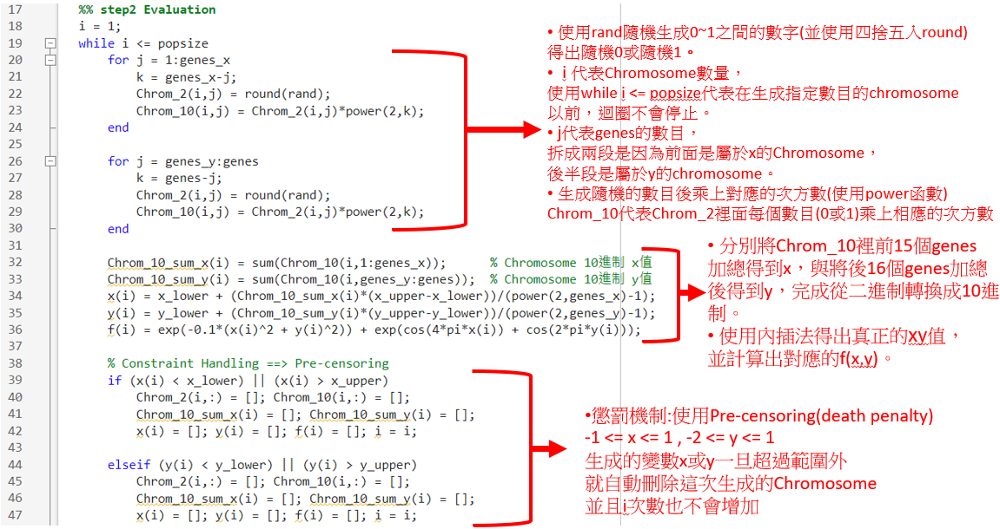 17 %% step2 Evaluation
18 i = 1;
19 while i <= popsize
20 for j = 1:genes_x
21 k = genes_x-j;
22 Chrom_2(i,j) = round(rand);
23 Chrom_10(i,j) = Chrom_2(i,j)*power(2,k);
24 end
25
26 for j = genes_y:genes
27 k = genes-j;
28 Chrom_2(i,j) = round(rand);
29 Chrom_10(i,j) = Chrom_2(i,j)*power(2,k);
30 end
31
32 Chrom_10_sum_x(i) = sum(Chrom_10(i,1:genes_x)); % Chromosome 10進制 x值
33 Chrom_10_sum_y(i) = sum(Chrom_10(i,genes_y:genes)); % Chromosome 10進制 y值
34 x(i) = x_lower + (Chrom_10_sum_x(i)*(x_upper-x_lower))/(power(2,genes_x)-1);
35 y(i) = y_lower + (Chrom_10_sum_y(i)*(y_upper-y_lower))/(power(2,genes_y)-1);
36 f(i) = exp(-0.1*(x(i)^2 + y(i)^2)) + exp(cos(4*pi*x(i)) + cos(2*pi*y(i)));
37
38 % Constraint Handling ==> Pre-censoring
39 if (x(i) < x_lower) || (x(i) > x_upper)
40 Chrom_2(i,:) = []; Chrom_10(i,:) = [];
41 Chrom_10_sum_x(i) = []; Chrom_10_sum_y(i) = [];
42 x(i) = []; y(i) = []; f(i) = []; i = i;
43
44 elseif (y(i) < y_lower) || (y(i) > y_upper)
45 Chrom_2(i,:) = []; Chrom_10(i,:) = [];
46 Chrom_10_sum_x(i) = []; Chrom_10_sum_y(i) = [];
47 x(i) = []; y(i) = []; f(i) = []; i = i;
• 使用rand隨機生成0~1之間的數字(並使用四捨五入round)
得出隨機0或隨機1。
• i 代表Chromosome數量，
使用while i <= popsize代表在生成指定數目的chromosome
以前，迴圈不會停止。
• j代表genes的數目，
拆成兩段是因為前面是屬於x的Chromosome，
後半段是屬於y的chromosome。
• 生成隨機的數目後乘上對應的次方數(使用power函數)
Chrom_10代表Chrom_2裡面每個數目(0或1)乘上相應的次方數
• 分別將Chrom_10裡前15個genes
加總得到x，與將後16個genes加總
後得到y，完成從二進制轉換成10進
制。
• 使用內插法得出真正的xy值，
並計算出對應的f(x,y)。
•懲罰機制:使用Pre-censoring(death penalty)
-1 <= x <= 1 , -2 <= y <= 1
生成的變數x或y一旦超過範圍外
就自動刪除這次生成的Chromosome
並且i次數也不會增加